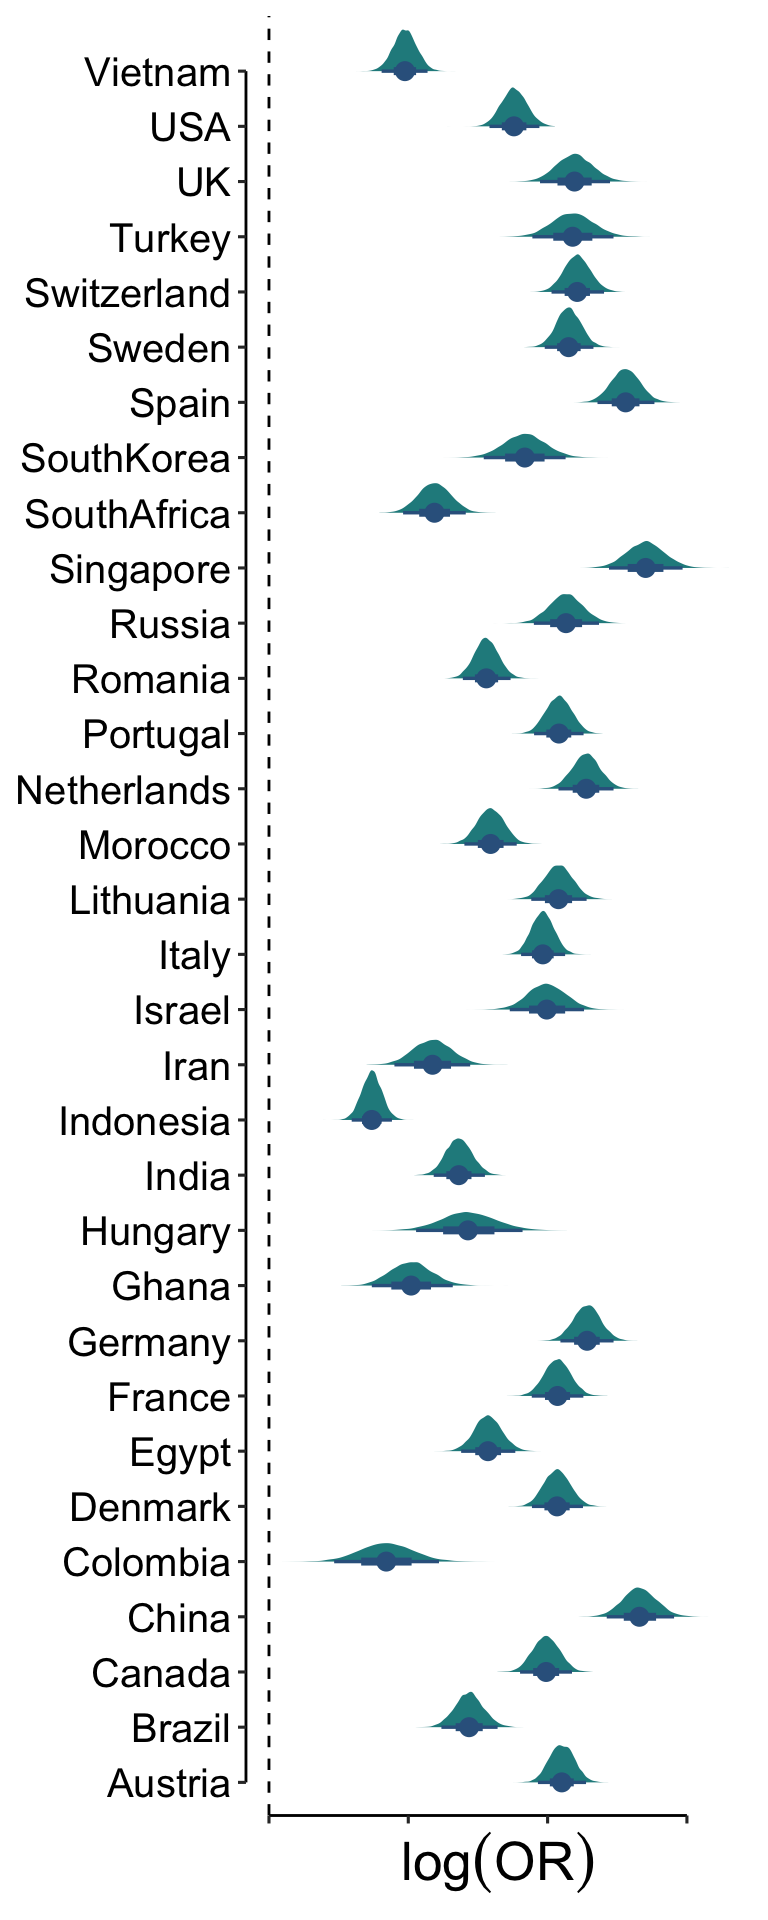 Vietnam
USA
UK
Turkey
Switzerland
Sweden
Spain
SouthKorea
SouthAfrica
Singapore
Russia
Romania
Portugal
Netherlands
Morocco
Lithuania
Italy
Israel
Iran
Indonesia
India
Hungary
Ghana
Germany
France
Egypt
Denmark
Colombia
China
Canada
Brazil
Austria
log(OR)